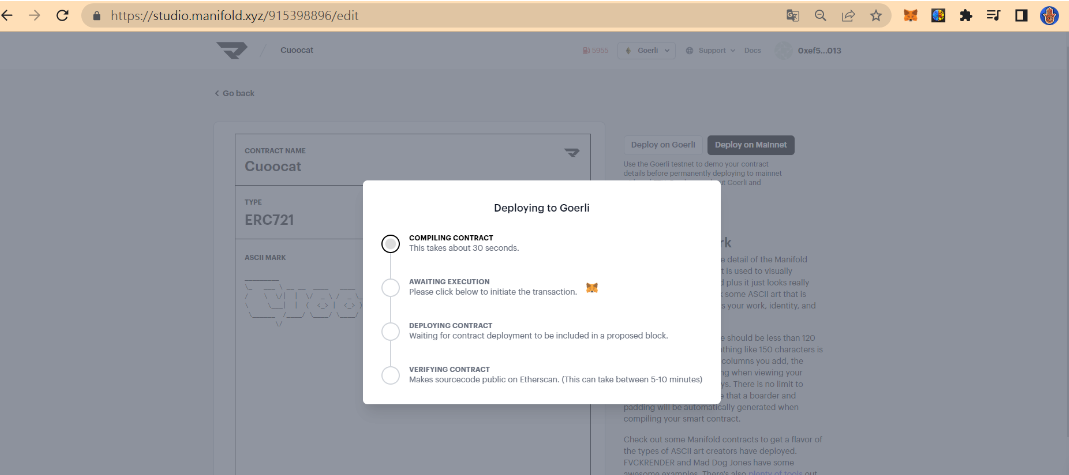 https://studio.manifold.xyz/915398896/edit
Cuoocat
Goerli
Support
Docs
0xef5...013
Go back
CONTRACT NAME
Cuoocat
TYPE
ERC721
ASCII MARK
Deploy on Goerli
Deploy on Mainnet
Use the Goerli testnet to demo your contract
details before permanently deploying to mainnet
Goerli and
Deploying to Goerli
COMPILING CONTRACT
This takes about 30 seconds.
AWAITING EXECUTION
Please click below to initiate the transaction.
DEPLOYING CONTRACT
Waiting for contract deployment to be included in a proposed block.
VERIFYING CONTRACT
Makes sourcecode public on Etherscan. (This can take between 5-10 minutes)
detail of the Manifold
t is used to visually
plus it just looks really
some ASCII art that is
s your work, identity, and
should be less than 120
thing like 150 characters is
columns you add, the
ng when viewing your
ys. There is no limit to
e that a boarder and
padding will be automatically generated when
compiling your smart contract.
Check out some Manifold contracts to get a flavor of
the types of ASCII art creators have deployed.
FVCKRENDER and Mad Dog Jones have some
awesome examples. There's also plenty of tools out